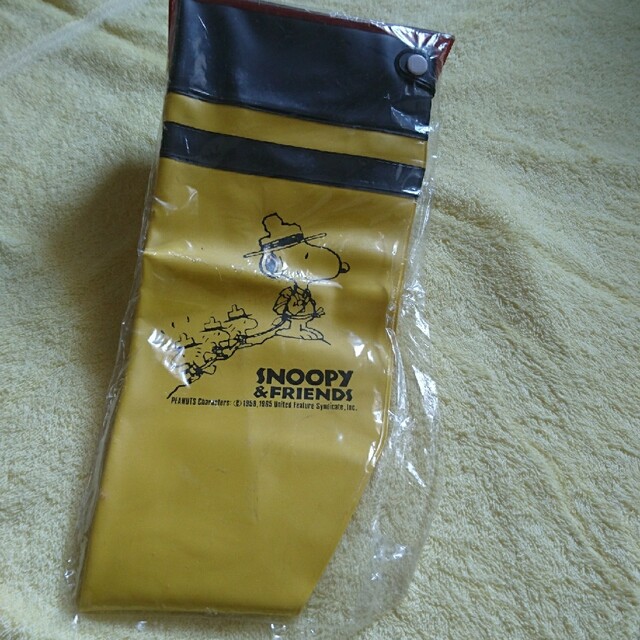 SNOOPY
& FRIENDS
PEANUTS Characters: © 1958, 1965 United Feature Syndicate, Inc.